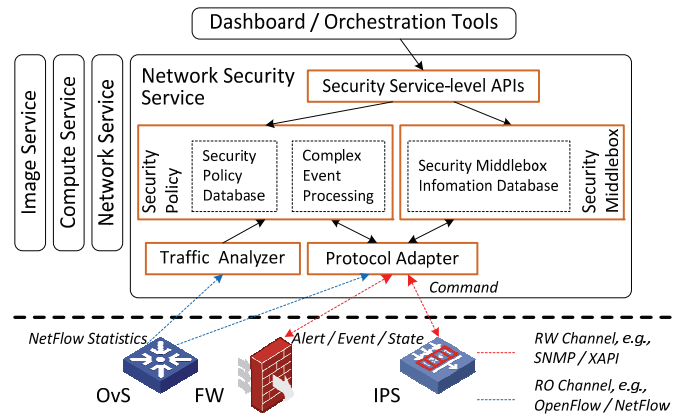 Dashboard / Orchestration Tools
Image Service
Compute Service
Network Service
Network Security
Service
Security Service-level APIs
Security
Policy
Security
Policy
Database
Complex
Event
Processing
Security Middlebox
Infomation Database
Security
Middlebox
Traffic Analyzer
Protocol Adapter
Command
NetFlow Statistics
Alert / Event / State
OvS
FW
IPS
RW Channel, e.g.,
SNMP / XAPI
RO Channel, e.g.,
OpenFlow / NetFlow